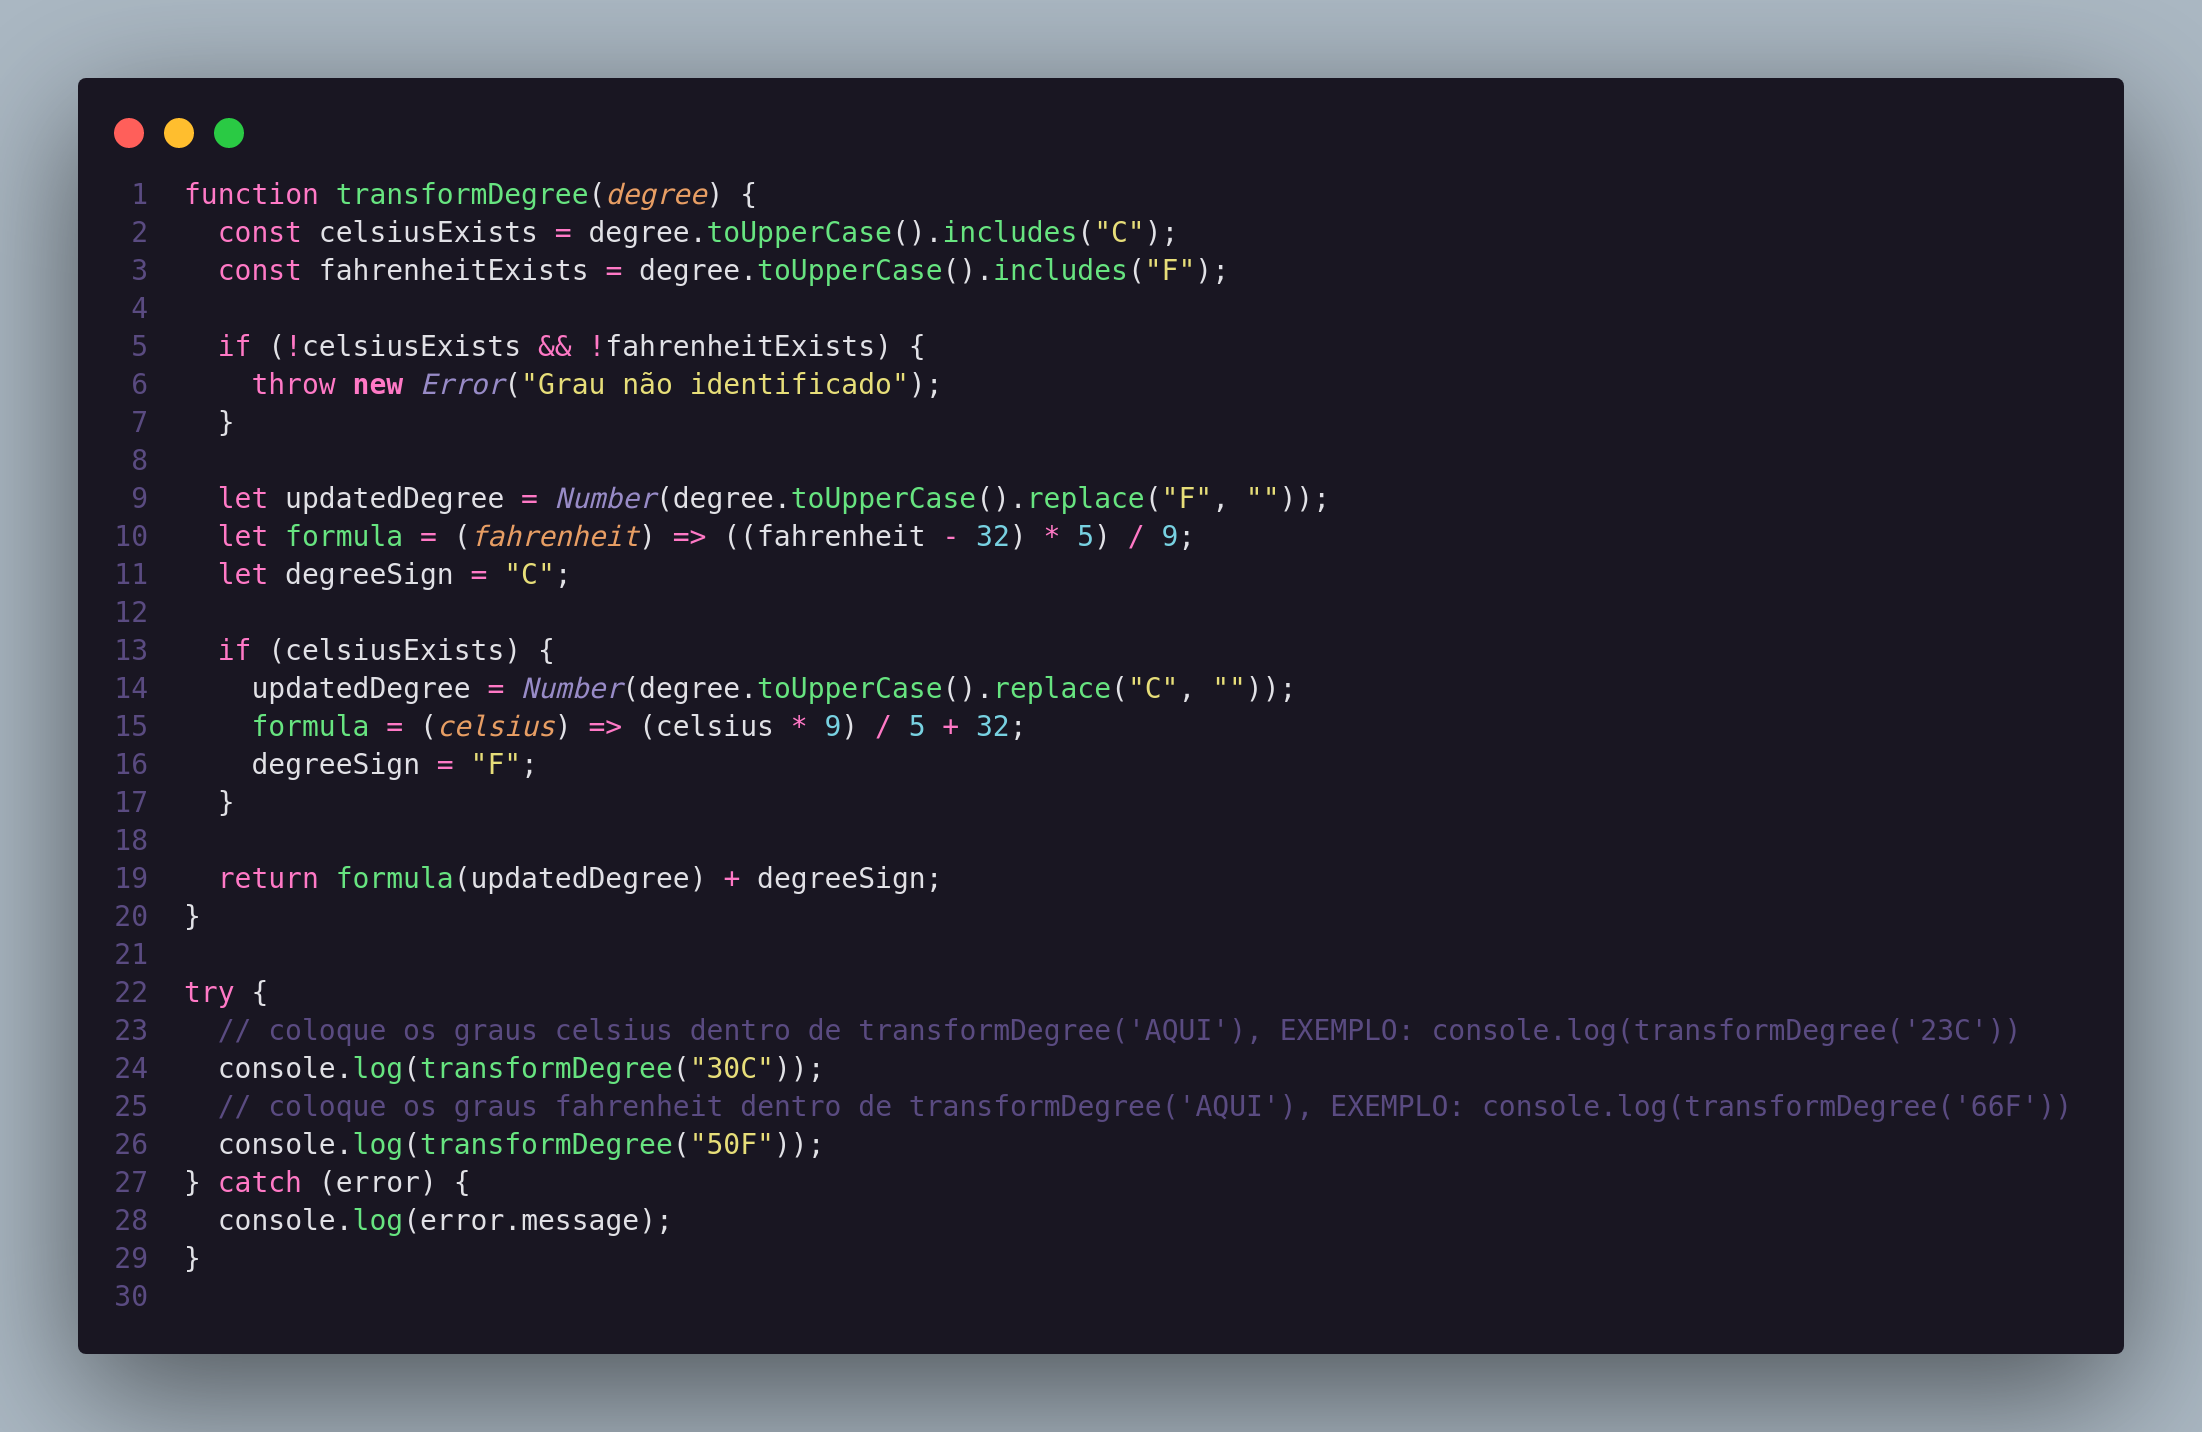 1 function transformDegree(degree) {
2   const celsiusExists = degree.toUpperCase().includes("C");
3   const fahrenheitExists = degree.toUpperCase().includes("F");
4
5   if (!celsiusExists && !fahrenheitExists) {
6     throw new Error("Grau não identificado");
7   }
8
9   let updatedDegree = Number(degree.toUpperCase().replace("F", ""));
10   let formula = (fahrenheit) => ((fahrenheit - 32) * 5) / 9;
11   let degreeSign = "C";
12
13   if (celsiusExists) {
14     updatedDegree = Number(degree.toUpperCase().replace("C", ""));
15     formula = (celsius) => (celsius * 9) / 5 + 32;
16     degreeSign = "F";
17   }
18
19   return formula(updatedDegree) + degreeSign;
20 }
21
22 try {
23   // coloque os graus celsius dentro de transformDegree('AQUI'), EXEMPLO: console.log(transformDegree('23C'))
24   console.log(transformDegree("30C"));
25   // coloque os graus fahrenheit dentro de transformDegree('AQUI'), EXEMPLO: console.log(transformDegree('66F'))
26   console.log(transformDegree("50F"));
27 } catch (error) {
28   console.log(error.message);
29 }
30